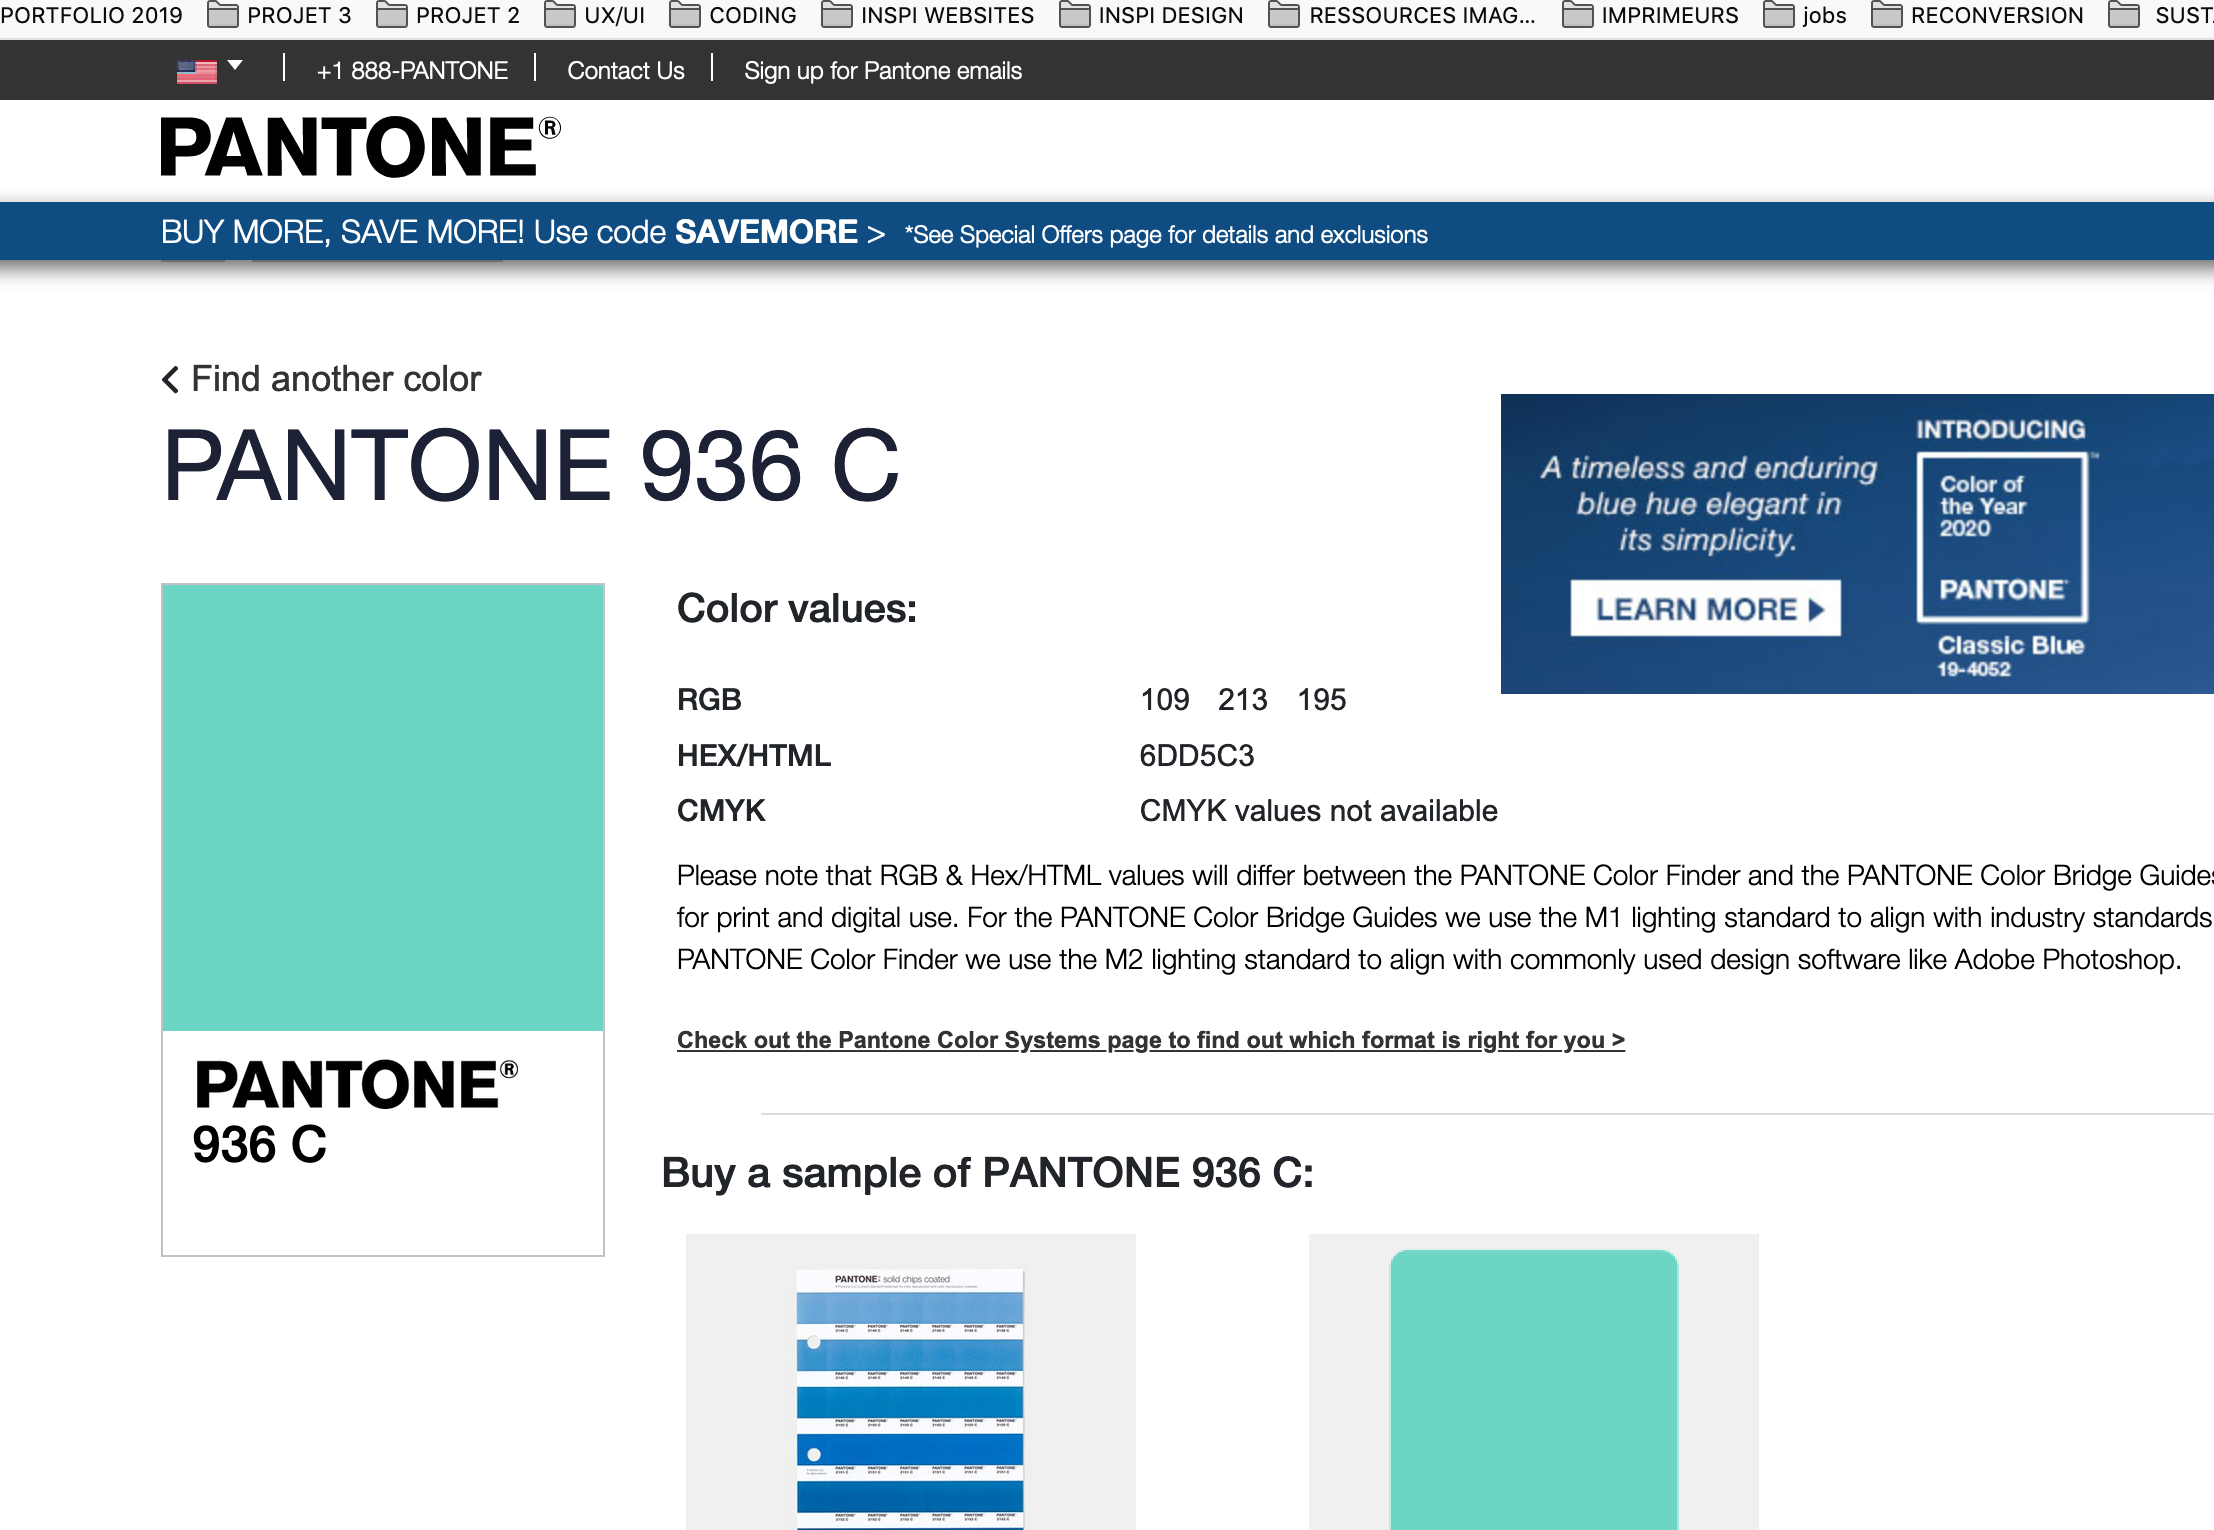 PORTFOLIO 2019 PROJET 3 PROJET 2 UX/UI CODING INSPI WEBSITES INSPI DESIGN RESSOURCES IMAG... IMPRIMEURS jobs RECONVERSION SUST
+1 888-PANTONE Contact Us Sign up for Pantone emails
PANTONE®
BUY MORE, SAVE MORE! Use code SAVEMORE > *See Special Offers page for details and exclusions
Find another color
PANTONE 936 C
A timeless and enduring
blue hue elegant in
its simplicity.
LEARN MORE
INTRODUCING
Color of
the Year
2020
PANTONE
Classic Blue
19-4052
PANTONE®
936 C
Color values:
RGB 109 213 195
HEX/HTML 6DD5C3
CMYK CMYK values not available
Please note that RGB & Hex/HTML values will differ between the PANTONE Color Finder and the PANTONE Color Bridge Guides
for print and digital use. For the PANTONE Color Bridge Guides we use the M1 lighting standard to align with industry standards
PANTONE Color Finder we use the M2 lighting standard to align with commonly used design software like Adobe Photoshop.
Check out the Pantone Color Systems page to find out which format is right for you >
Buy a sample of PANTONE 936 C:
PANTONE: solid chips coated